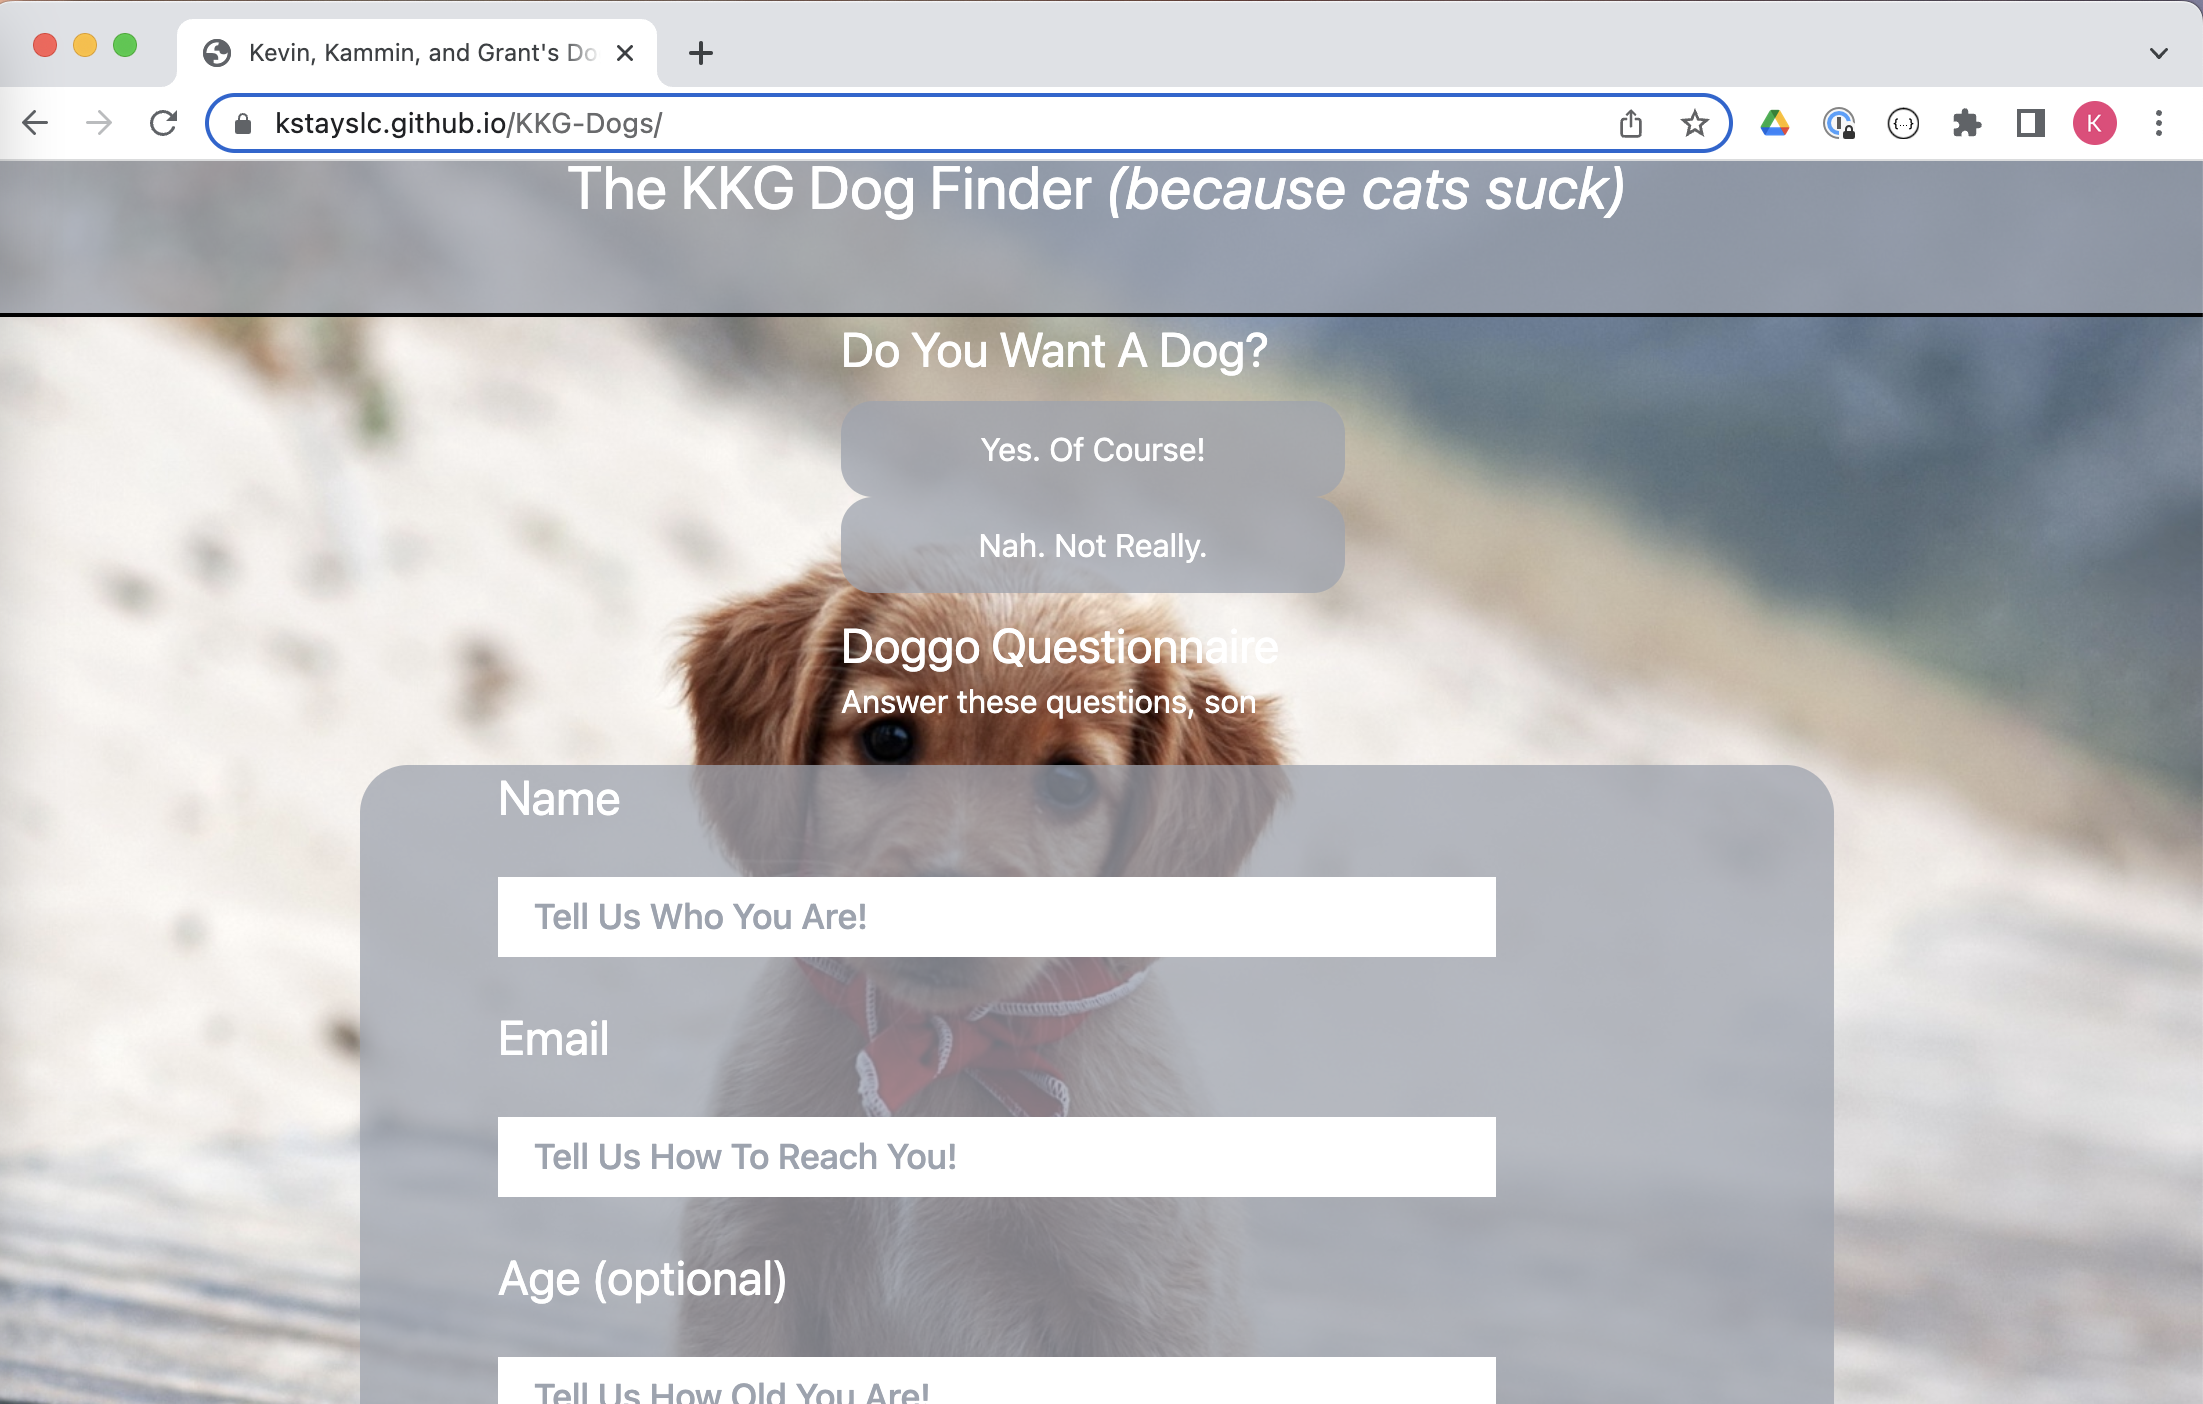 Kevin, Kammin, and Grant's Do
kstayslc.github.io/KKG-Dogs/
K
The KKG Dog Finder (because cats suck)
Do You Want A Dog?
Yes. Of Course!
Nah. Not Really.
Doggo Questionnaire
Answer these questions, son
Name
Tell Us Who You Are!
Email
Tell Us How To Reach You!
Age (optional)
Tell Us How Old You Are!